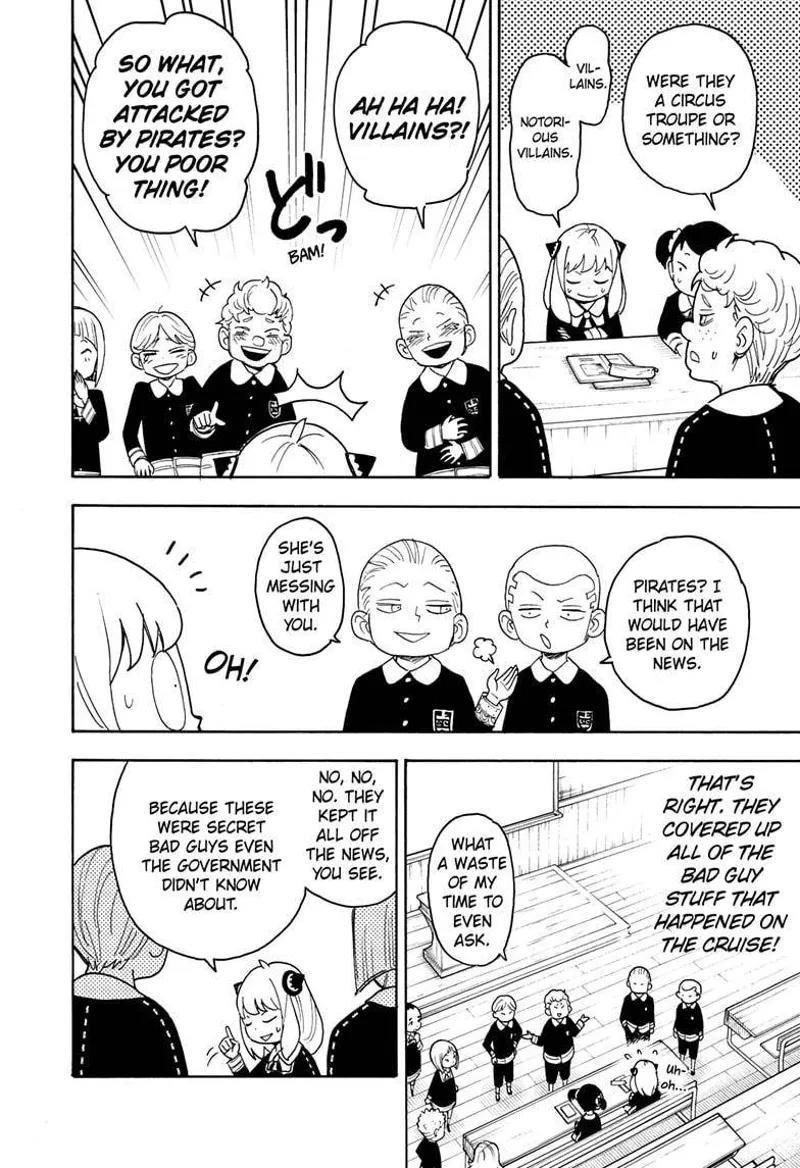 WERE THEY
A CIRCUS
TROUPE OR
SOMETHING?
VIL-
LAINS.
NOTORI-
OUS
VILLAINS.
AH HA HA!
VILLAINS?!
SO WHAT,
YOU GOT
ATTACKED
BY PIRATES?
YOU POOR
THING!
どっ
BAM!
PIRATES? I
THINK THAT
WOULD HAVE
BEEN ON THE
NEWS.
SHE'S
JUST
MESSING
WITH
YOU.
OH!
THAT'S
RIGHT. THEY
COVERED UP
ALL OF THE
BAD GUY
STUFF THAT
HAPPENED ON
THE CRUISE!
WHAT
A WASTE
OF MY
TIME TO
EVEN
ASK.
Uh-
oh...
NO, NO,
NO. THEY
KEPT IT
ALL OFF
THE NEWS,
YOU SEE.
BECAUSE THESE
WERE SECRET
BAD GUYS EVEN
THE GOVERNMENT
DIDN'T KNOW
ABOUT.